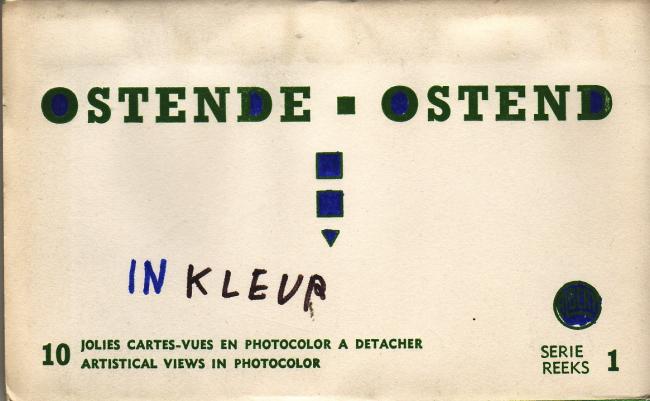 OSTENDE ▪ OSTEND
IN KLEUR
10 JOLIES CARTES-VUES EN PHOTOCOLOR A DETACHER
ARTISTICAL VIEWS IN PHOTOCOLOR
SERIE
REEKS 1